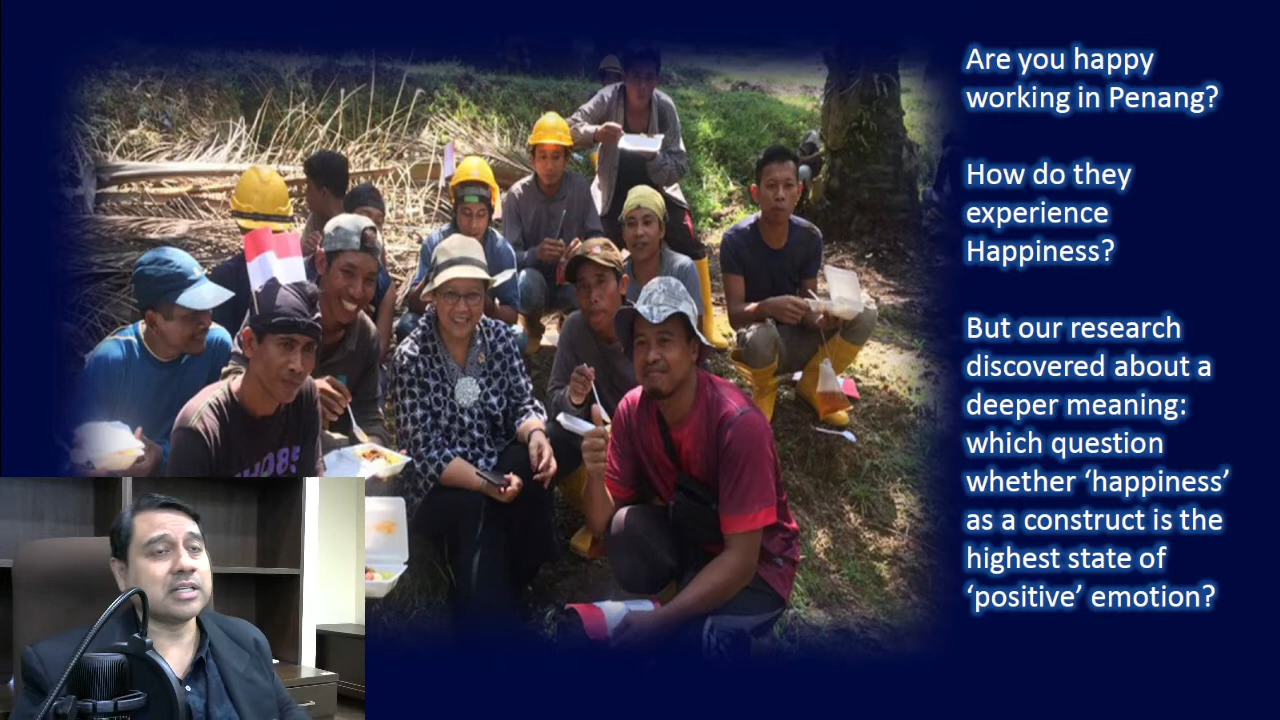 Are you happy
working in Penang?
How do they
experience
Happiness?
But our research
discovered about a
deeper meaning:
which question
whether ‘happiness’
as a construct is the
highest state of
‘positive’ emotion?